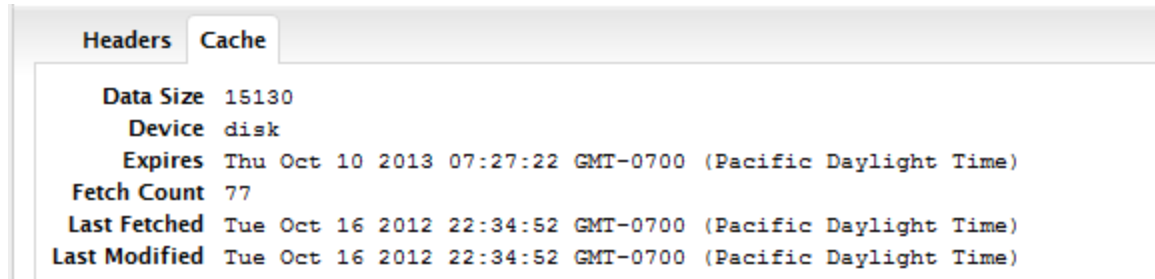 Headers Cache
Data Size 15130
Device disk
Expires Thu Oct 10 2013 07:27:22 GMT-0700 (Pacific Daylight Time)
Fetch Count 77
Last Fetched Tue Oct 16 2012 22:34:52 GMT-0700 (Pacific Daylight Time)
Last Modified Tue Oct 16 2012 22:34:52 GMT-0700 (Pacific Daylight Time)